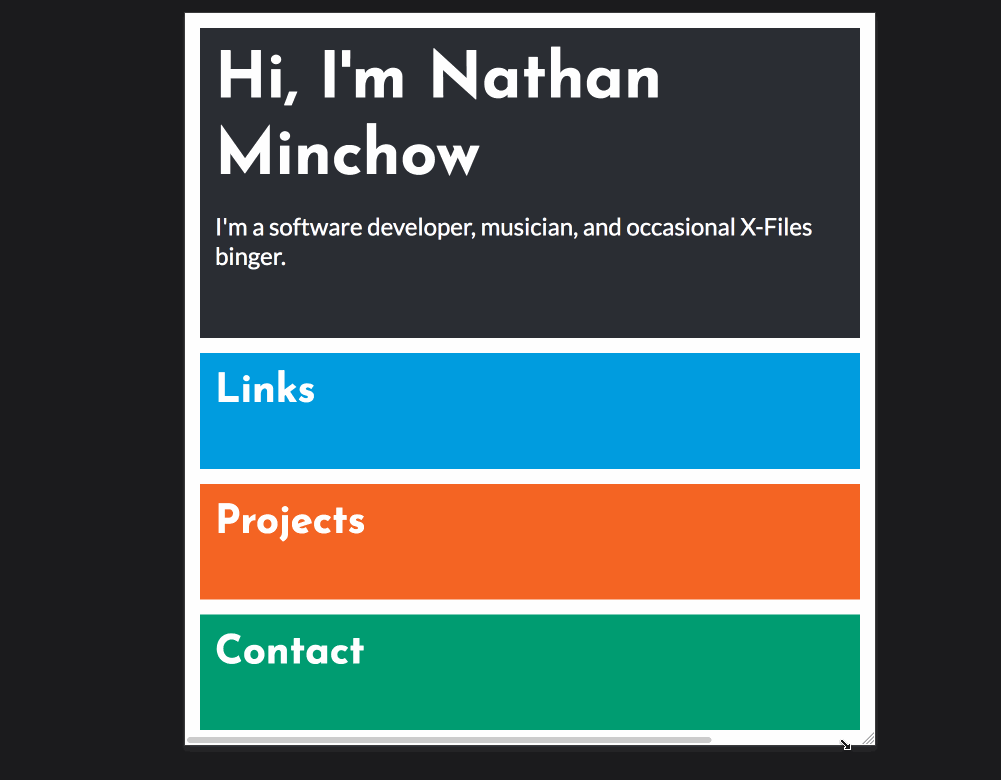 Hi, I'm Nathan
Minchow
I'm a software developer, musician, and occasional X-Files
binger.
Links
Projects
Contact